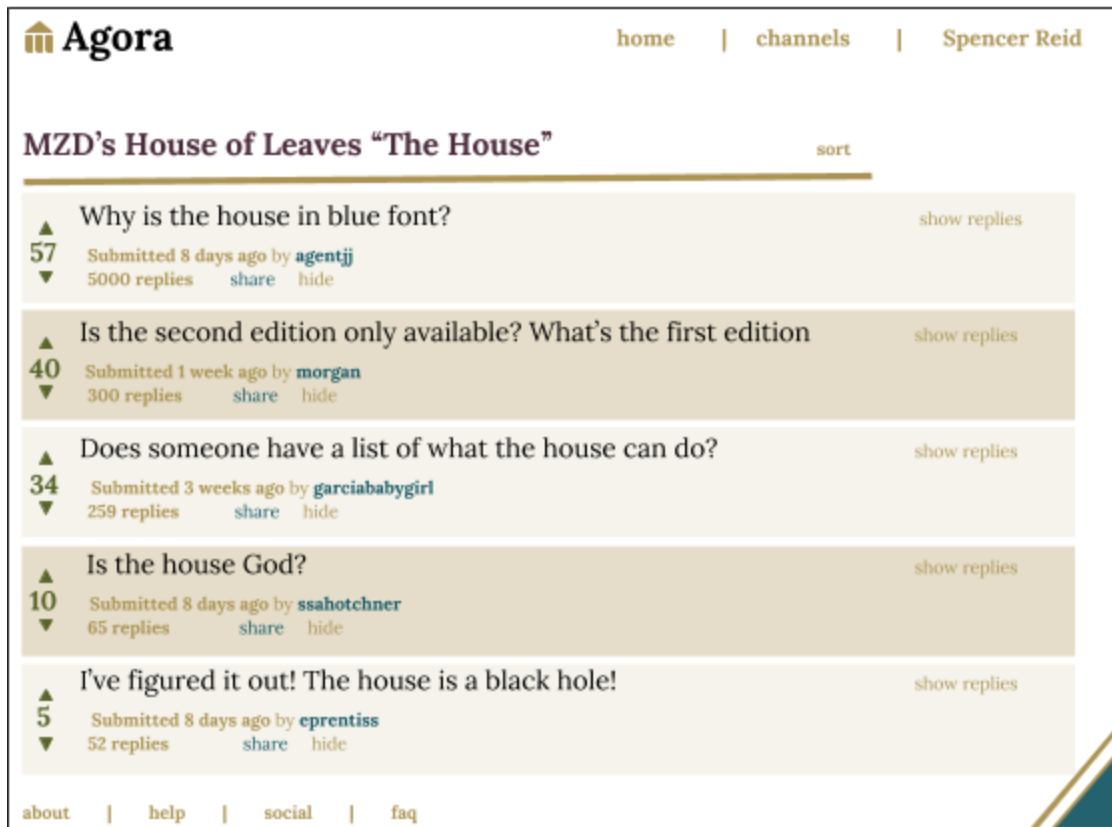 Agora
home | channels | Spencer Reid
MZD’s House of Leaves “The House” sort
Why is the house in blue font? show replies
57
Submitted 8 days ago by agentjj
5000 replies share hide
Is the second edition only available? What’s the first edition show replies
40
Submitted 1 week ago by morgan
300 replies share hide
Does someone have a list of what the house can do? show replies
34
Submitted 3 weeks ago by garciababygirl
259 replies share hide
Is the house God? show replies
10
Submitted 8 days ago by ssahotchner
65 replies share hide
I’ve figured it out! The house is a black hole! show replies
5
Submitted 8 days ago by eprentiss
52 replies share hide
about | help | social | faq